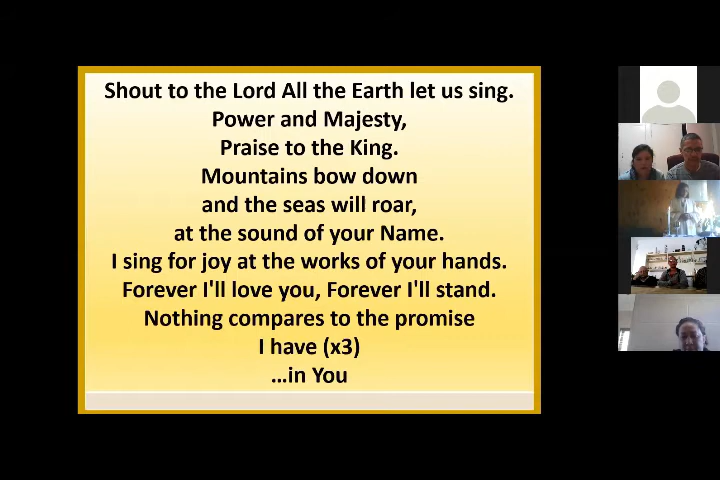 Shout to the Lord All the Earth let us sing.
Power and Majesty,
Praise to the King.
Mountains bow down
and the seas will roar,
at the sound of your Name.
I sing for joy at the works of your hands.
Forever I'll love you, Forever I'll stand.
Nothing compares to the promise
I have (x3)
...in You